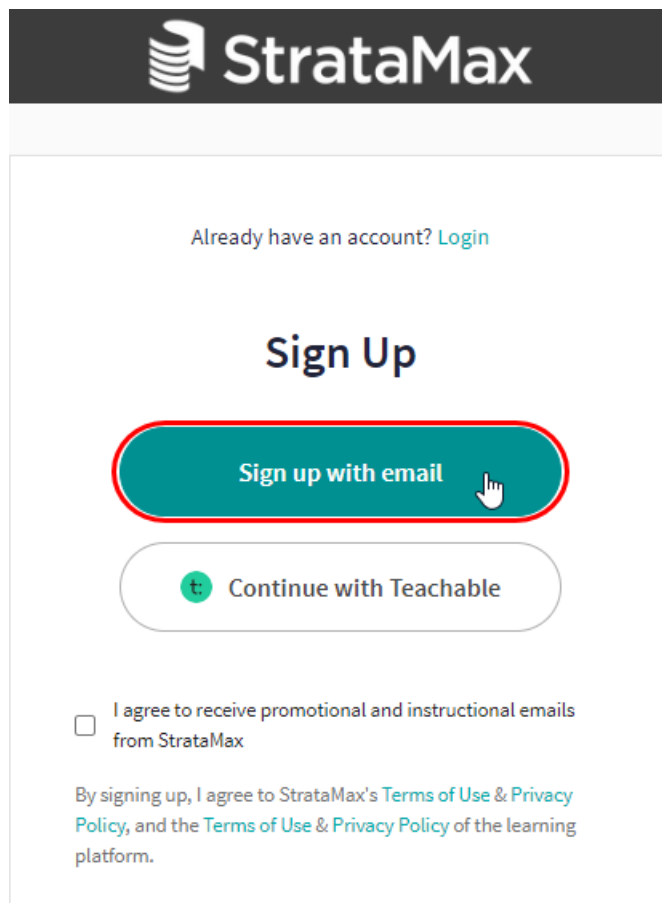 StrataMax
Already have an account? Login
Sign Up
Sign up with email
t: Continue with Teachable
I agree to receive promotional and instructional emails
from StrataMax
By signing up, I agree to StrataMax's Terms of Use & Privacy
Policy, and the Terms of Use & Privacy Policy of the learning
platform.